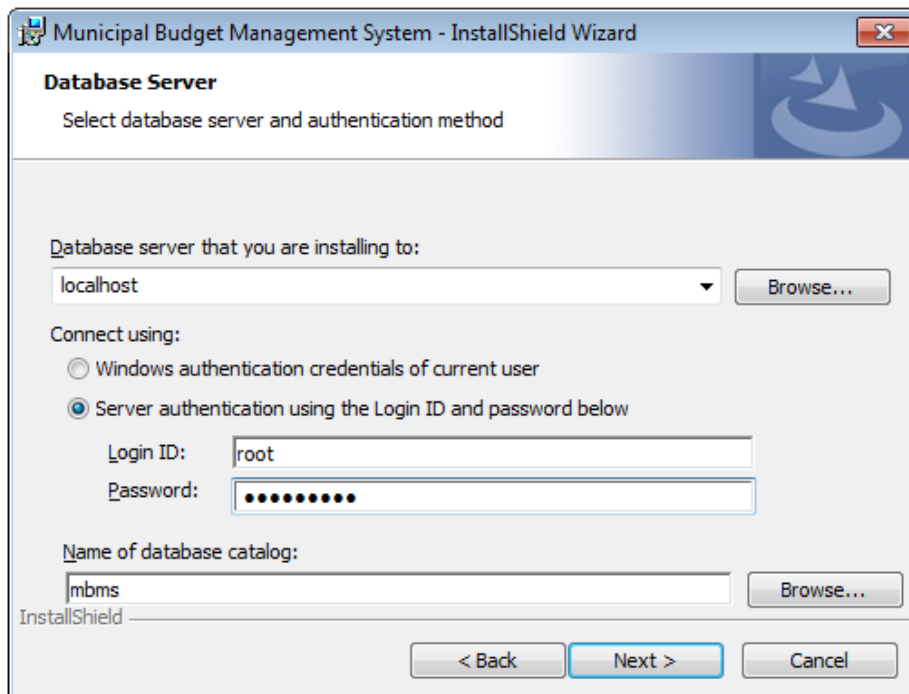 Municipal Budget Management System - InstallShield Wizard
Database Server
Select database server and authentication method
Database server that you are installing to:
localhost
Browse...
Connect using:
Windows authentication credentials of current user
Server authentication using the Login ID and password below
Login ID:
root
Password:
●●●●●●●●●
Name of database catalog:
mbms
Browse...
InstallShield
< Back
Next >
Cancel